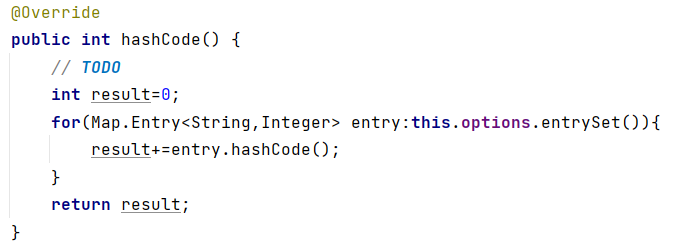 @Override
public int hashCode() {
    // TODO
    int result=0;
    for(Map.Entry<String,Integer> entry:this.options.entrySet()){
        result+=entry.hashCode();
    }
    return result;
}